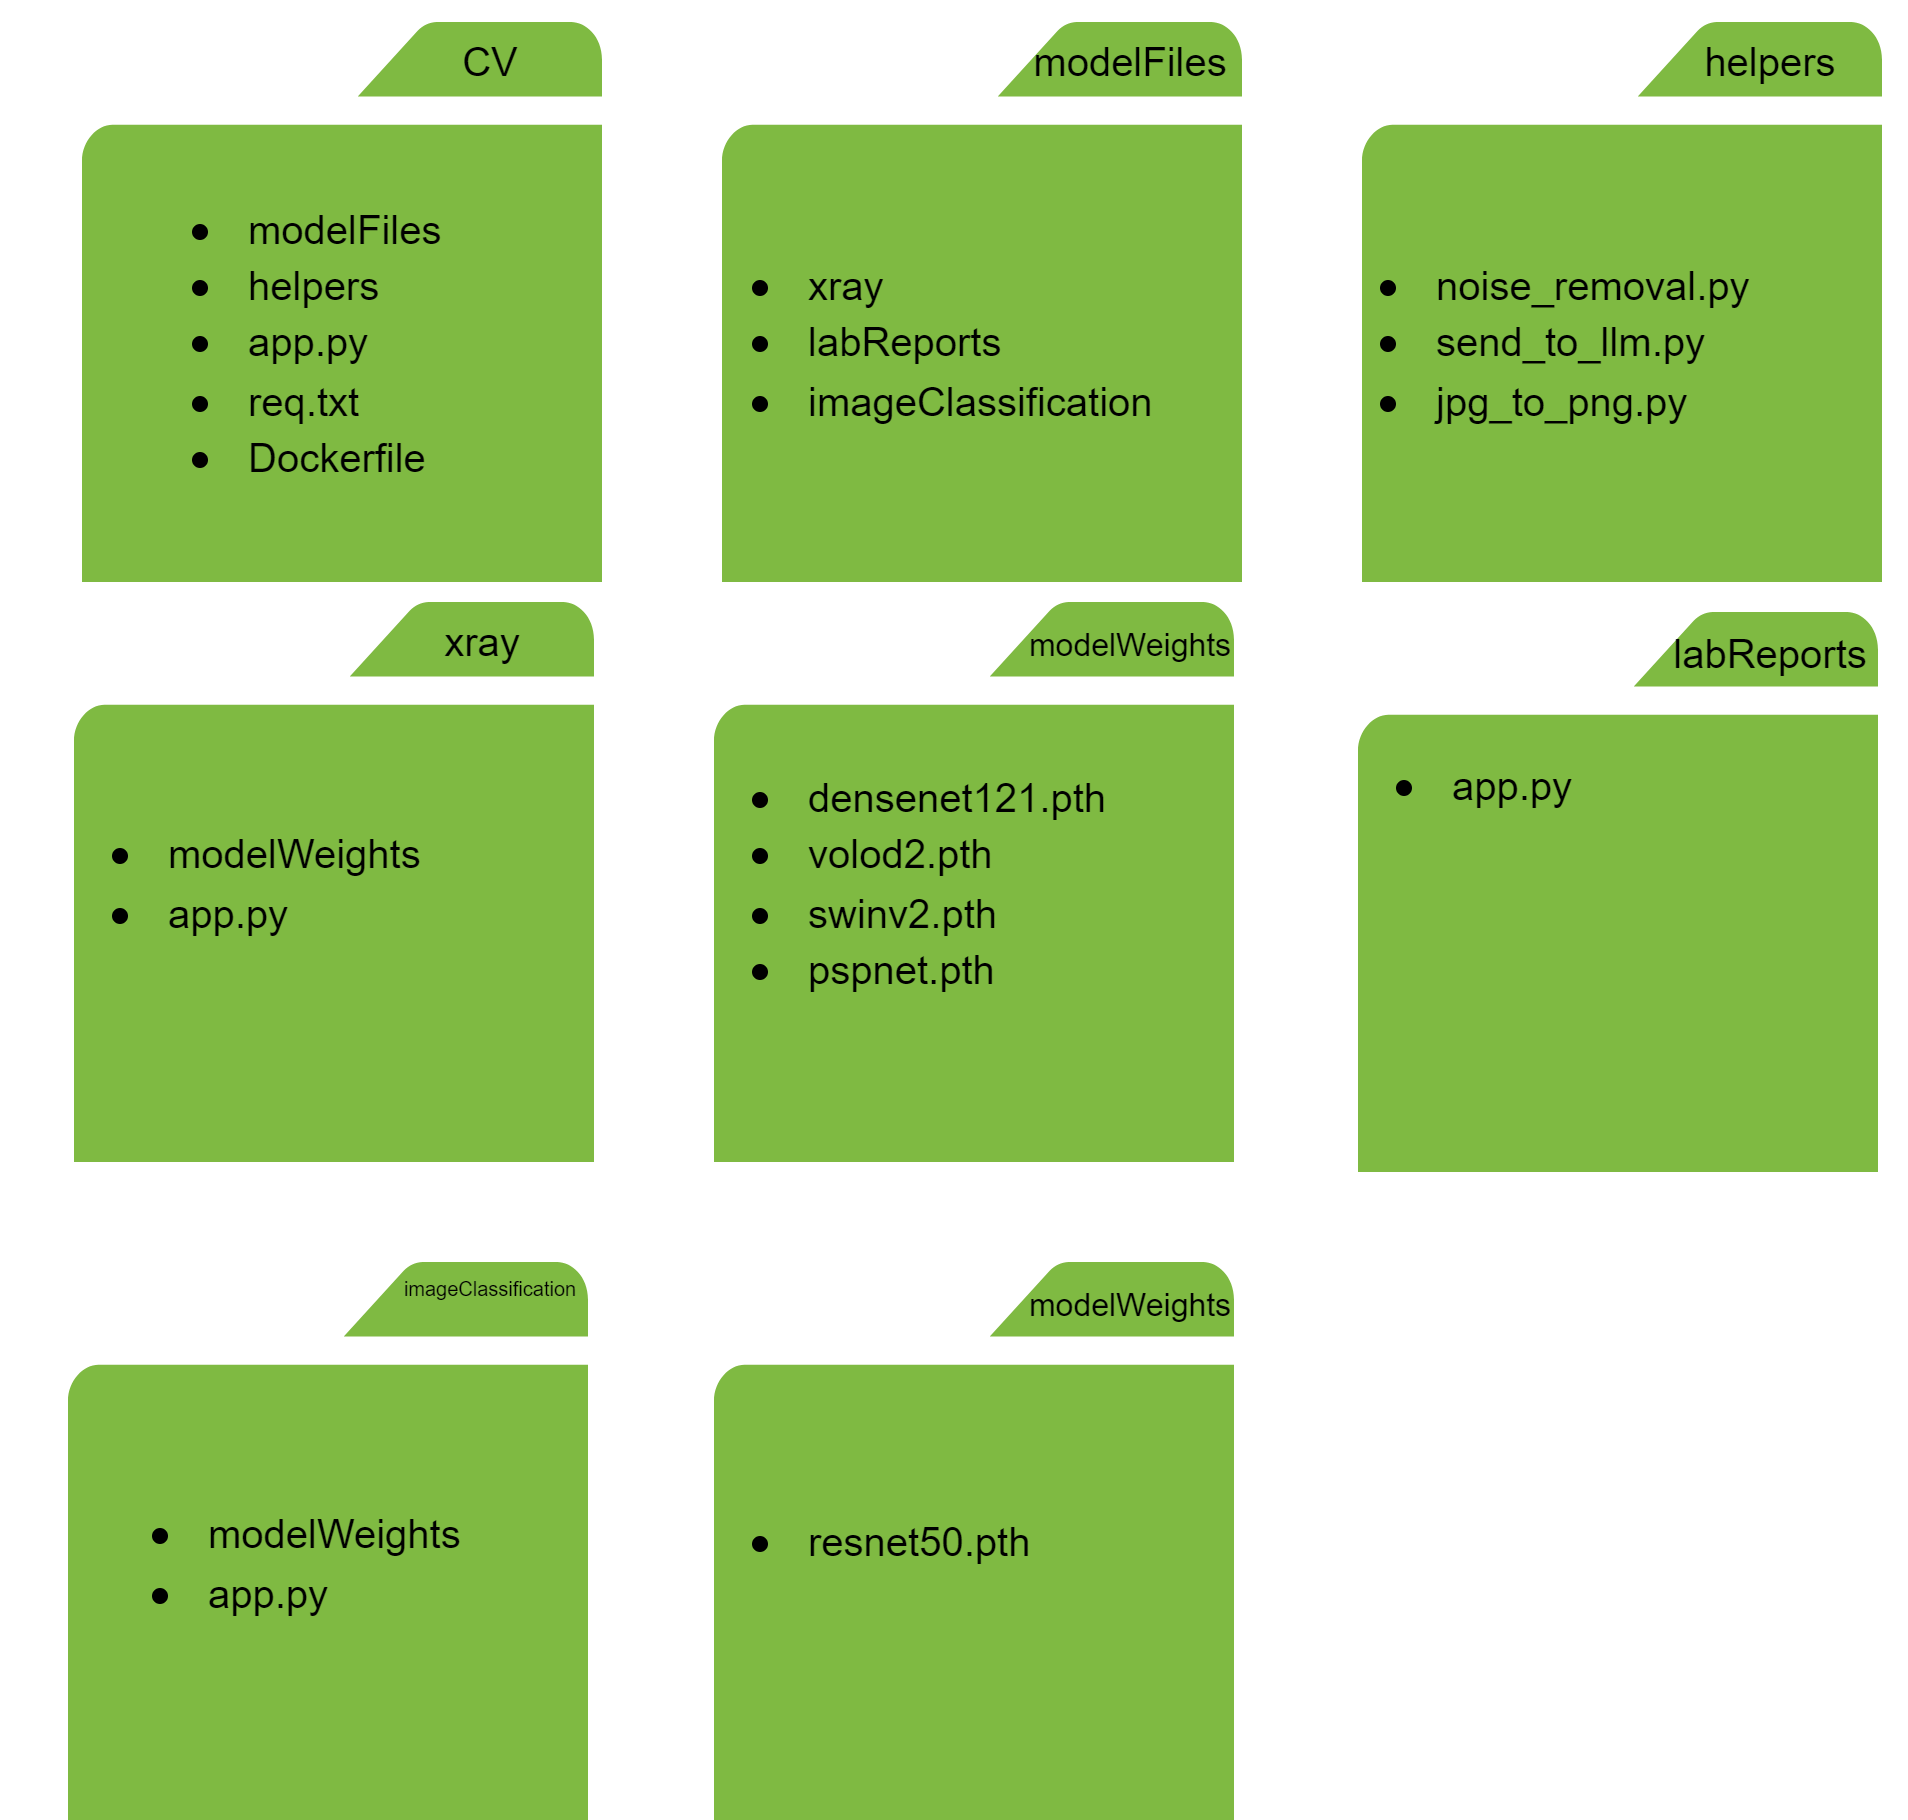 CV
modelFiles
helpers
app.py
req.txt
Dockerfile
modelFiles
xray
labReports
imageClassification
helpers
noise_removal.py
send_to_llm.py
jpg_to_png.py
xray
modelWeights
app.py
modelWeights
densenet121.pth
volod2.pth
swinv2.pth
pspnet.pth
labReports
app.py
imageClassification
modelWeights
app.py
modelWeights
resnet50.pth